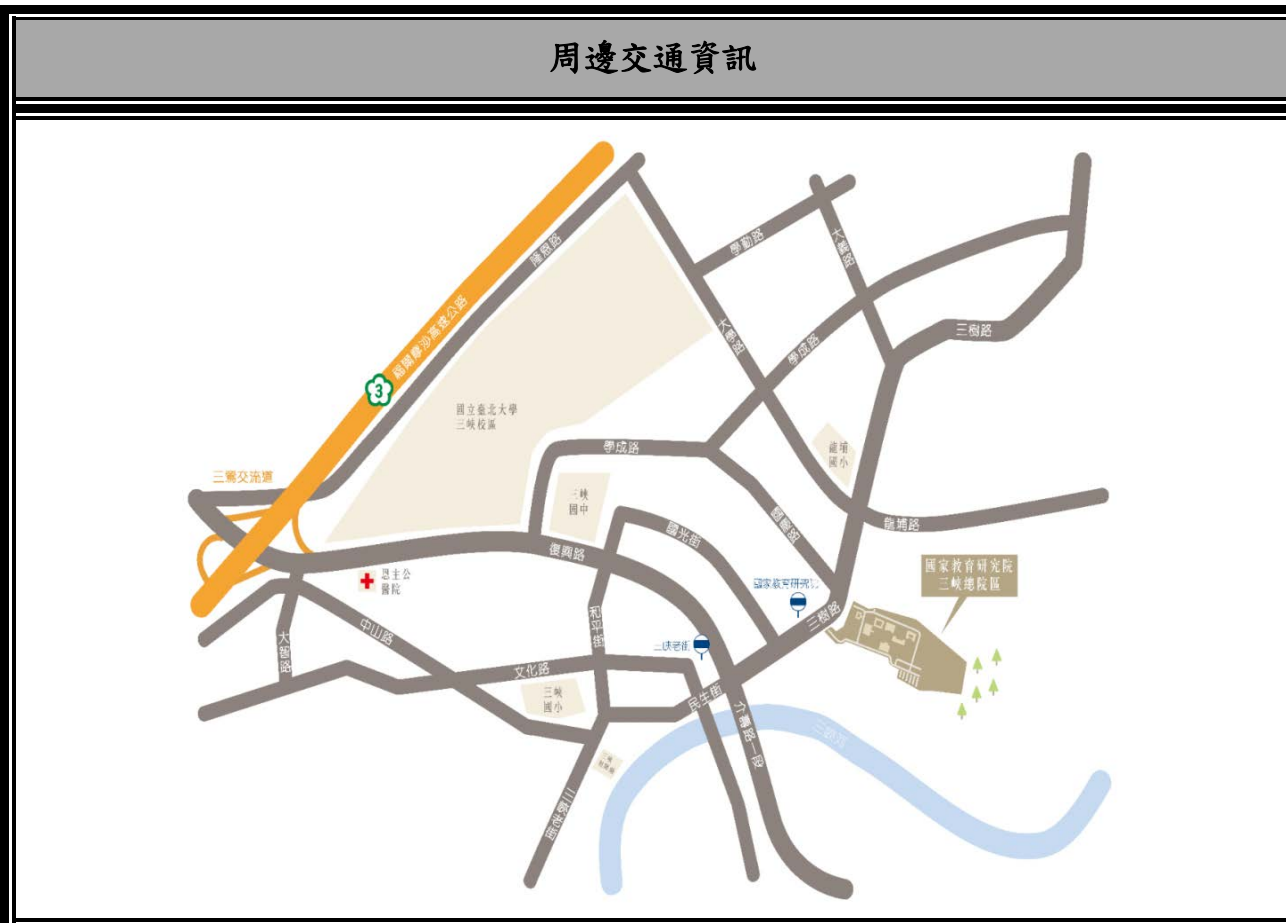 周邊交通資訊
隆恩路
福爾摩沙高速公路
3
學勤路
大義路
大學路
學成路
三樹路
國立臺北大學
三峽校區
三鶯交流道
學成路
龍埔
國小
三峽
國中
國光街
龍埔路
復興路
恩主公
醫院
國家教育研究院
國家教育研究院
三峽總院區
三樹路
和平街
中山路
大智路
三峽老街
文化路
三峽
國小
民生街
介壽路一段
三峽河
三峽老街